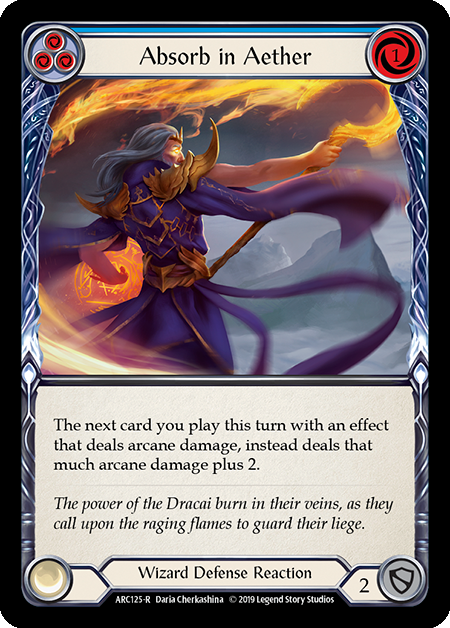 Absorb in Aether
1
The next card you play this turn with an effect
that deals arcane damage, instead deals that
much arcane damage plus 2.
The power of the Dracai burn in their veins, as they
call upon the raging flames to guard their liege.
Wizard Defense Reaction
2
ARC125-R Daria Cherkashina © 2019 Legend Story Studios